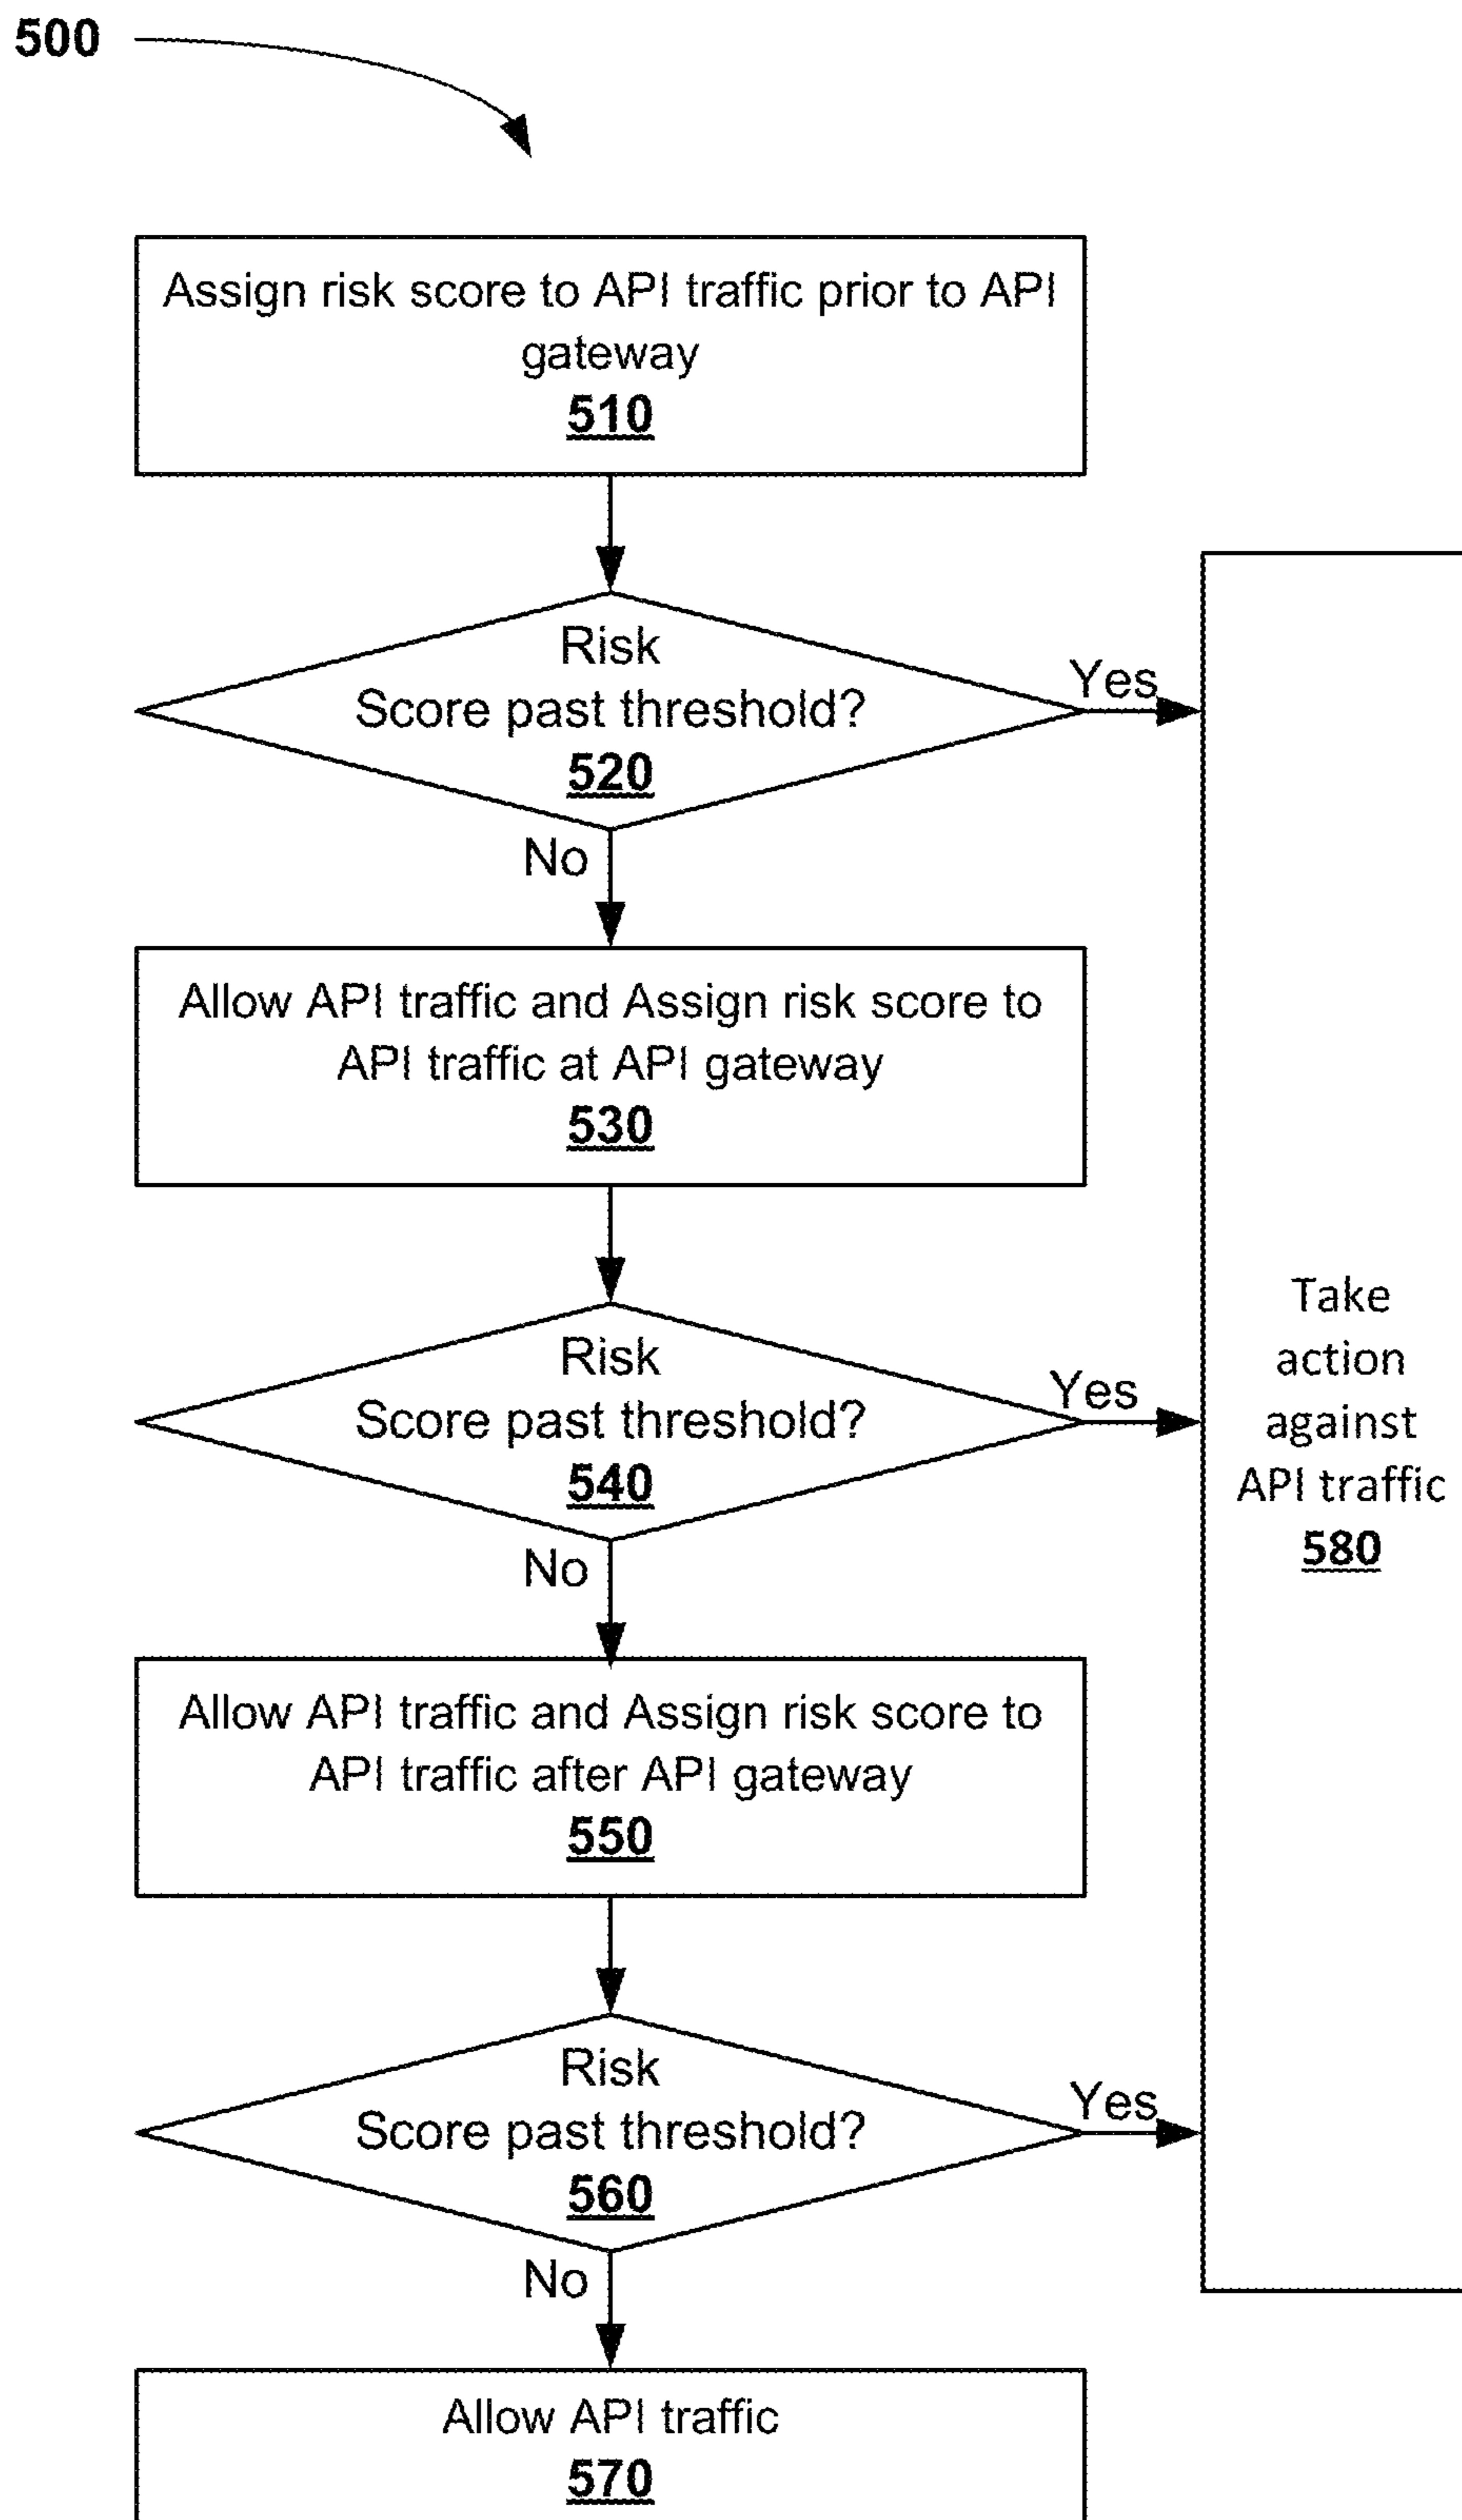 500
Assign risk score to API traffic prior to API
gateway
510
Risk
Score past threshold?
520
Yes
No
Allow API traffic and Assign risk score to
API traffic at API gateway
530
Risk
Score past threshold?
540
Yes
No
Take
action
against
API traffic
580
Allow API traffic and Assign risk score to
API traffic after API gateway
550
Risk
Score past threshold?
560
Yes
No
Allow API traffic
570